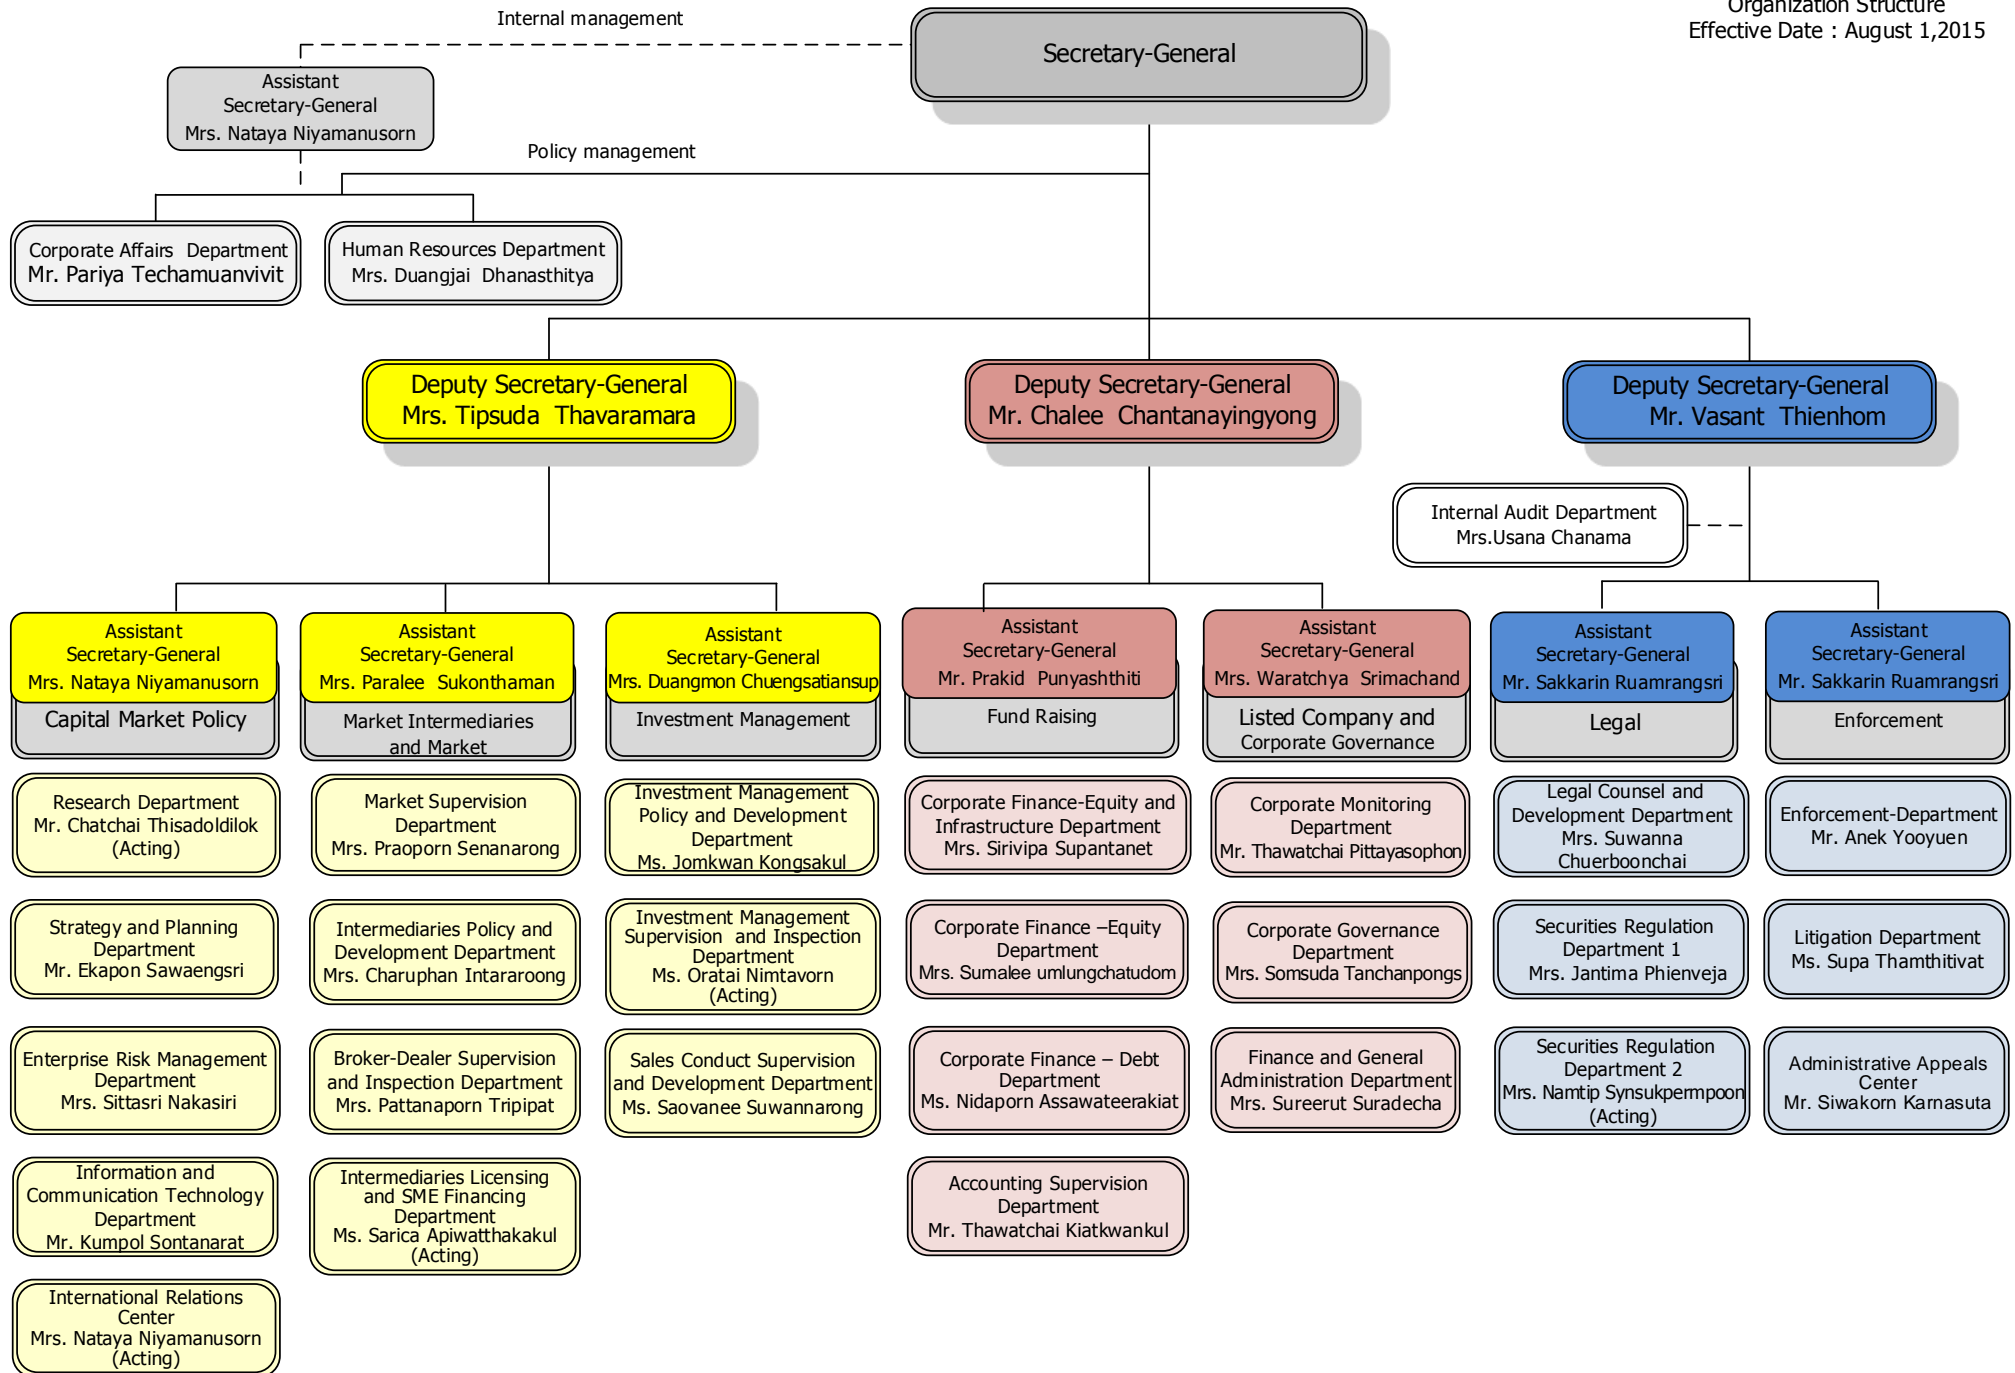 Organization Structure
Effective Date : August 1,2015
Internal management
Secretary-General
Assistant
Secretary-General
Mrs. Nataya Niyamanusorn
Policy management
Corporate Affairs Department
Mr. Pariya Techamuanvivit
Human Resources Department
Mrs. Duangjai Dhanasthitya
Deputy Secretary-General
Mrs. Tipsuda Thavaramara
Deputy Secretary-General
Mr. Chalee Chantanayingyong
Deputy Secretary-General
Mr. Vasant Thienhom
Internal Audit Department
Mrs.Usana Chanama
Assistant
Secretary-General
Mrs. Nataya Niyamanusorn
Capital Market Policy
Research Department
Mr. Chatchai Thisadoldilok
(Acting)
Strategy and Planning
Department
Mr. Ekapon Sawaengsri
Enterprise Risk Management
Department
Mrs. Sittasri Nakasiri
Information and
Communication Technology
Department
Mr. Kumpol Sontanarat
International Relations
Center
Mrs. Nataya Niyamanusorn
(Acting)
Assistant
Secretary-General
Mrs. Paralee Sukonthaman
Market Intermediaries
and Market
Market Supervision
Department
Mrs. Praoporn Senanarong
Intermediaries Policy and
Development Department
Mrs. Charuphan Intararoong
Broker-Dealer Supervision
and Inspection Department
Mrs. Pattanaporn Tripipat
Intermediaries Licensing
and SME Financing
Department
Ms. Sarica Apiwatthakakul
(Acting)
Assistant
Secretary-General
Mrs. Duangmon Chuengsatiansup
Investment Management
Investment Management
Policy and Development
Department
Ms. Jomkwan Kongsakul
Investment Management
Supervision and Inspection
Department
Ms. Oratai Nimtavorn
(Acting)
Sales Conduct Supervision
and Development Department
Ms. Saovanee Suwannarong
Assistant
Secretary-General
Mr. Prakid Punyashthiti
Fund Raising
Corporate Finance-Equity and
Infrastructure Department
Mrs. Sirivipa Supantanet
Corporate Finance –Equity
Department
Mrs. Sumalee umlungchatudom
Corporate Finance – Debt
Department
Ms. Nidaporn Assawateerakiat
Accounting Supervision
Department
Mr. Thawatchai Kiatkwankul
Assistant
Secretary-General
Mrs. Waratchya Srimachand
Listed Company and
Corporate Governance
Corporate Monitoring
Department
Mr. Thawatchai Pittayasophon
Corporate Governance
Department
Mrs. Somsuda Tanchanpongs
Finance and General
Administration Department
Mrs. Sureerut Suradecha
Assistant
Secretary-General
Mr. Sakkarin Ruamrangsri
Legal
Legal Counsel and
Development Department
Mrs. Suwanna
Chuerboonchai
Securities Regulation
Department 1
Mrs. Jantima Phienveja
Securities Regulation
Department 2
Mrs. Namtip Synsukpermpoon
(Acting)
Assistant
Secretary-General
Mr. Sakkarin Ruamrangsri
Enforcement
Enforcement-Department
Mr. Anek Yooyuen
Litigation Department
Ms. Supa Thamthitivat
Administrative Appeals
Center
Mr. Siwakorn Karnasuta